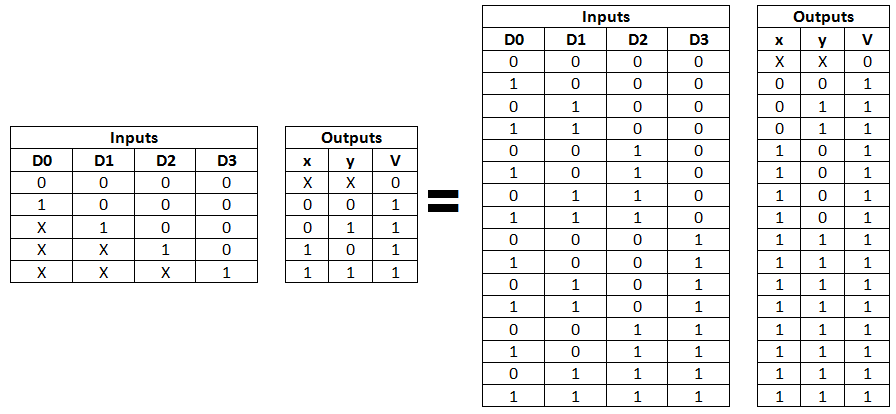 Inputs Outputs
D0 D1 D2 D3 x y V
0 0 0 0 X X 0
1 0 0 0 0 0 1
X 1 0 0 0 1 1
X X 1 0 1 0 1
X X X 1 1 1 1
=
Inputs Outputs
D0 D1 D2 D3 x y V
0 0 0 0 X X 0
1 0 0 0 0 0 1
0 1 0 0 0 1 1
1 1 0 0 0 1 1
0 0 1 0 1 0 1
1 0 1 0 1 0 1
0 1 1 0 1 0 1
1 1 1 0 1 0 1
0 0 0 1 1 1 1
1 0 0 1 1 1 1
0 1 0 1 1 1 1
1 1 0 1 1 1 1
0 0 1 1 1 1 1
1 0 1 1 1 1 1
0 1 1 1 1 1 1
1 1 1 1 1 1 1